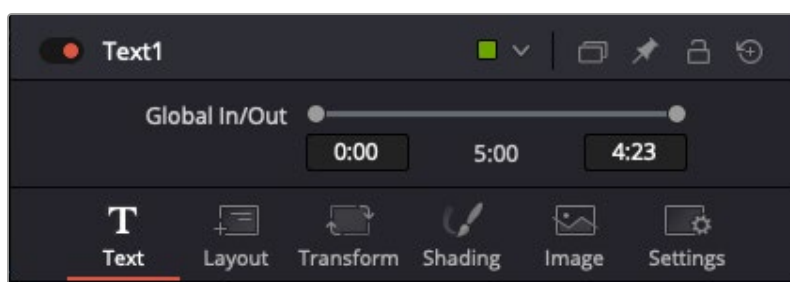 Text1
Global In/Out
0:00 5:00 4:23
T
Text Layout Transform Shading Image Settings